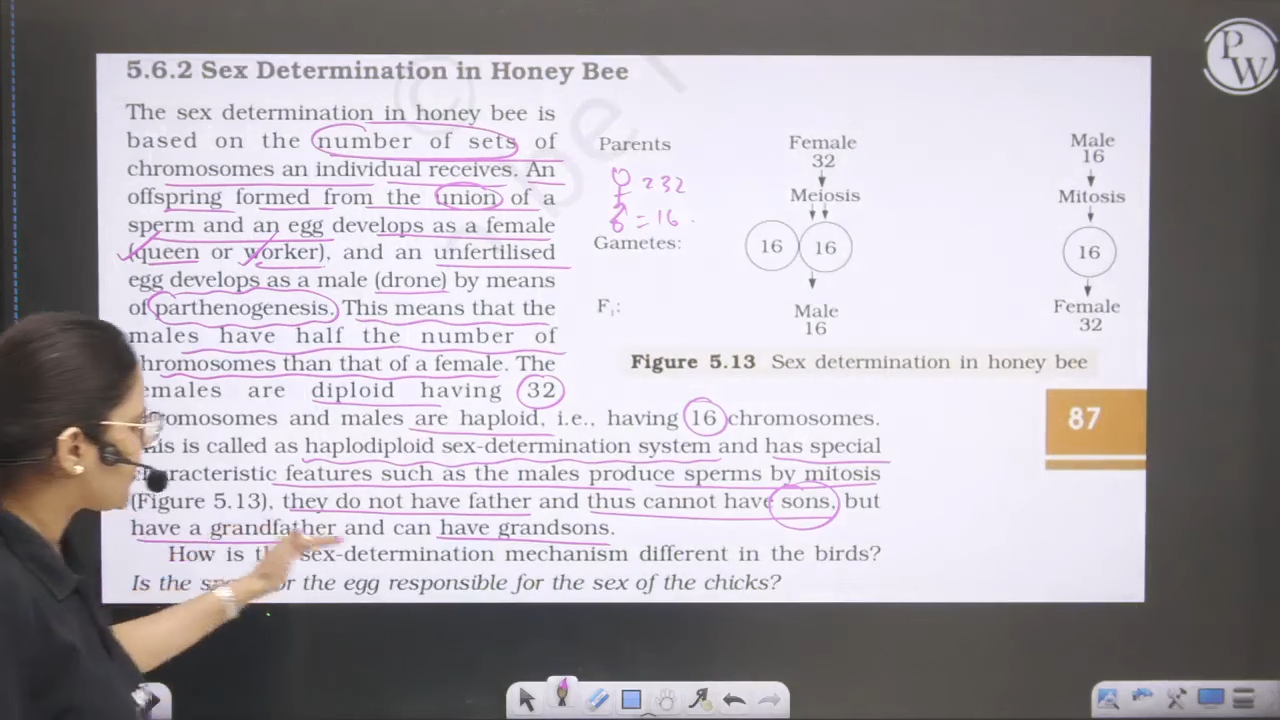 PW
5.6.2 Sex Determination in Honey Bee
The sex determination in honey bee is
based on the number of sets of
chromosomes an individual receives. An
offspring formed from the union of a
sperm and an egg develops as a female
(queen or worker), and an unfertilised
egg develops as a male (drone) by means
of parthenogenesis. This means that the
males have half the number of
hromosomes than that of a female. The
emales are diploid having 32
omosomes and males are haploid, i.e., having 16 chromosomes.
is is called as haplodiploid sex-determination system and has special
characteristic features such as the males produce sperms by mitosis
(Figure 5.13), they do not have father and thus cannot have sons, but
have a grandfather and can have grandsons.
How is sex-determination mechanism different in the birds?
Is the or the egg responsible for the sex of the chicks?
Parents
♀ = 32
♂ = 16
Gametes:
F₁:
Female
32
Meiosis
16 16
Male
16
Male
16
Mitosis
16
Female
32
Figure 5.13 Sex determination in honey bee
87